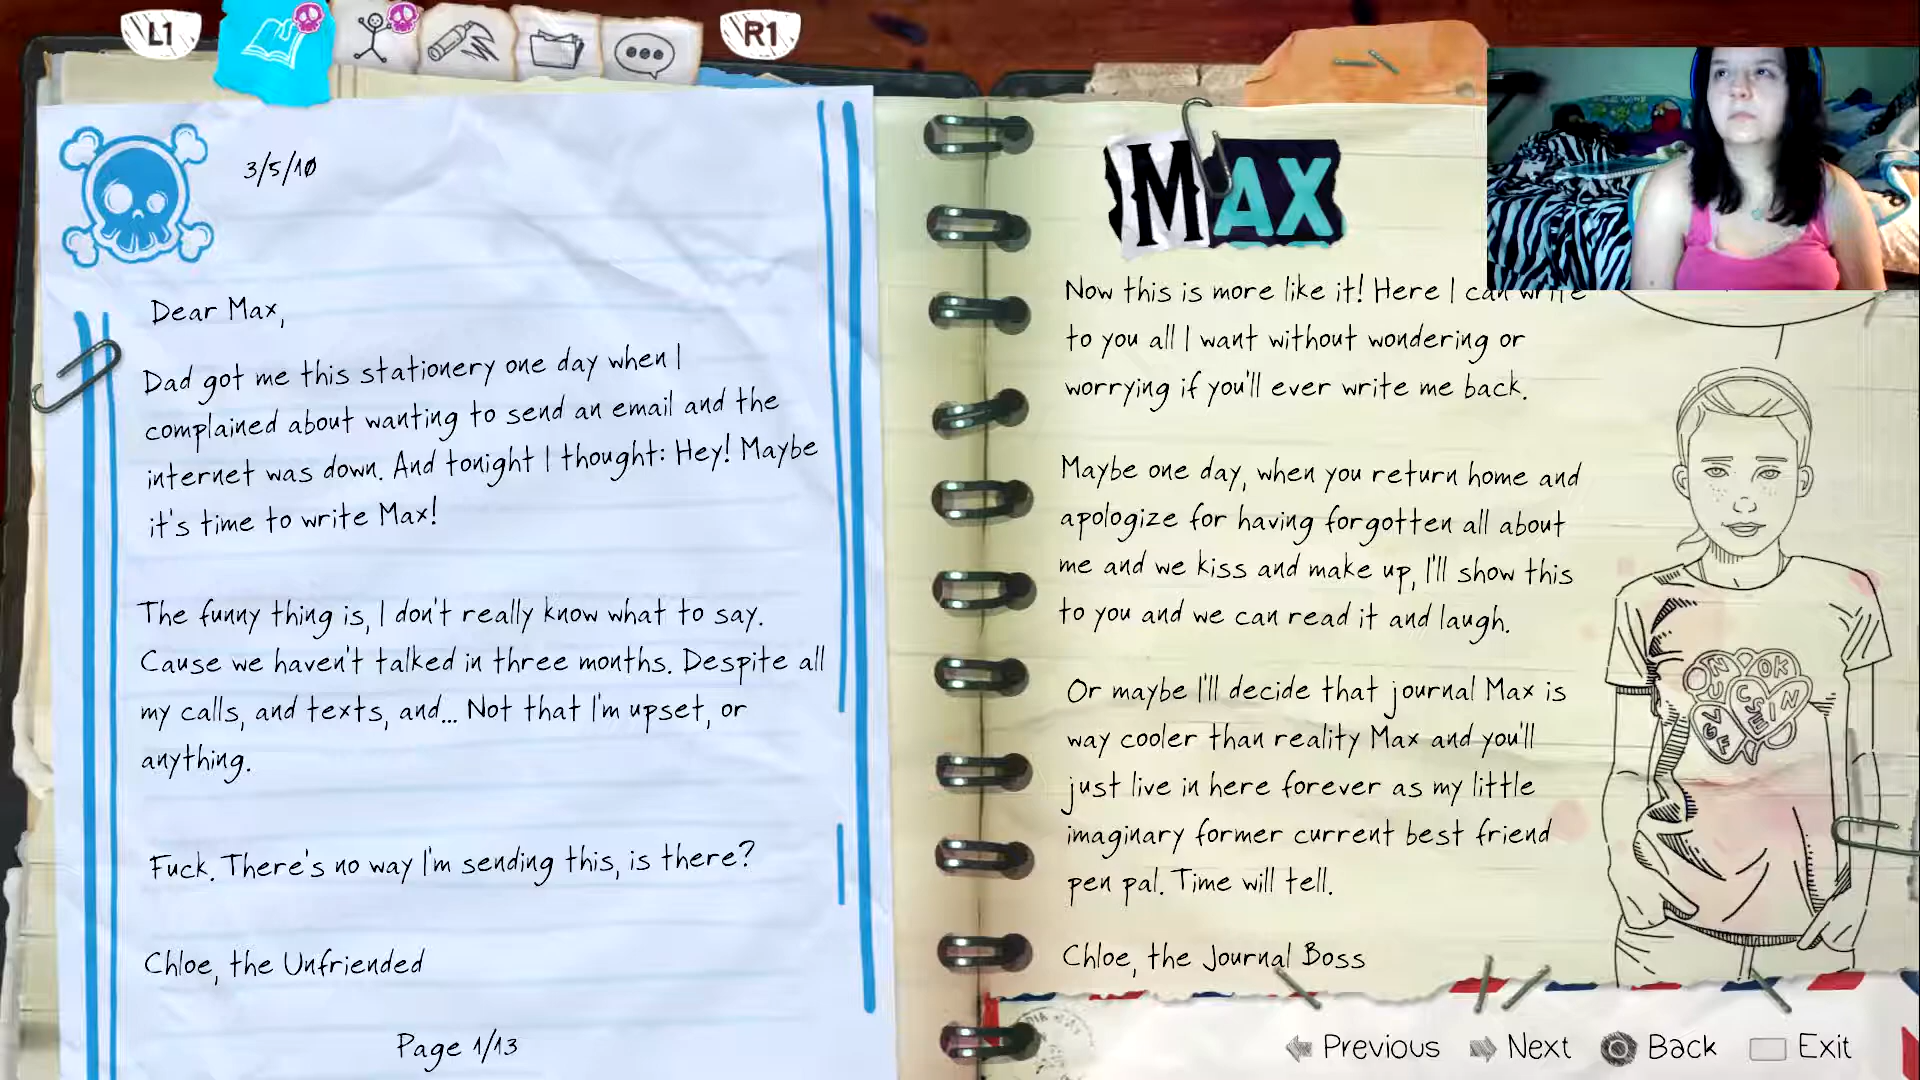 L1
R1
3/5/10
Dear Max,
Dad got me this stationery one day when I
complained about wanting to send an email and the
internet was down. And tonight I thought: Hey! Maybe
it's time to write Max!
The funny thing is, I don't really know what to say.
Cause we haven't talked in three months. Despite all
my calls, and texts, and... Not that I'm upset, or
anything.
Fuck. There's no way I'm sending this, is there?
Chloe, the Unfriended
Page 1/13
MAX
Now this is more like it! Here I can write
to you all I want without wondering or
worrying if you'll ever write me back.
Maybe one day, when you return home and
apologize for having forgotten all about
me and we kiss and make up, I'll show this
to you and we can read it and laugh.
Or maybe I'll decide that journal Max is
way cooler than reality Max and you'll
just live in here forever as my little
imaginary former current best friend
pen pal. Time will tell.
Chloe, the Journal Boss
Previous Next Back Exit